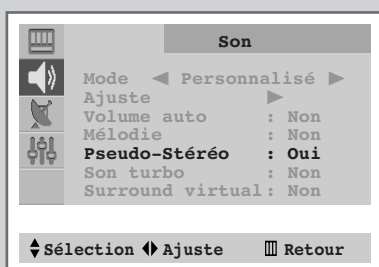 Son
Mode ◀ Personnalisé ▶
Ajuste ▶
Volume auto : Non
Mélodie : Non
Pseudo-Stéréo : Oui
Son turbo : Non
Surround virtual : Non
Sélection Ajuste Retour